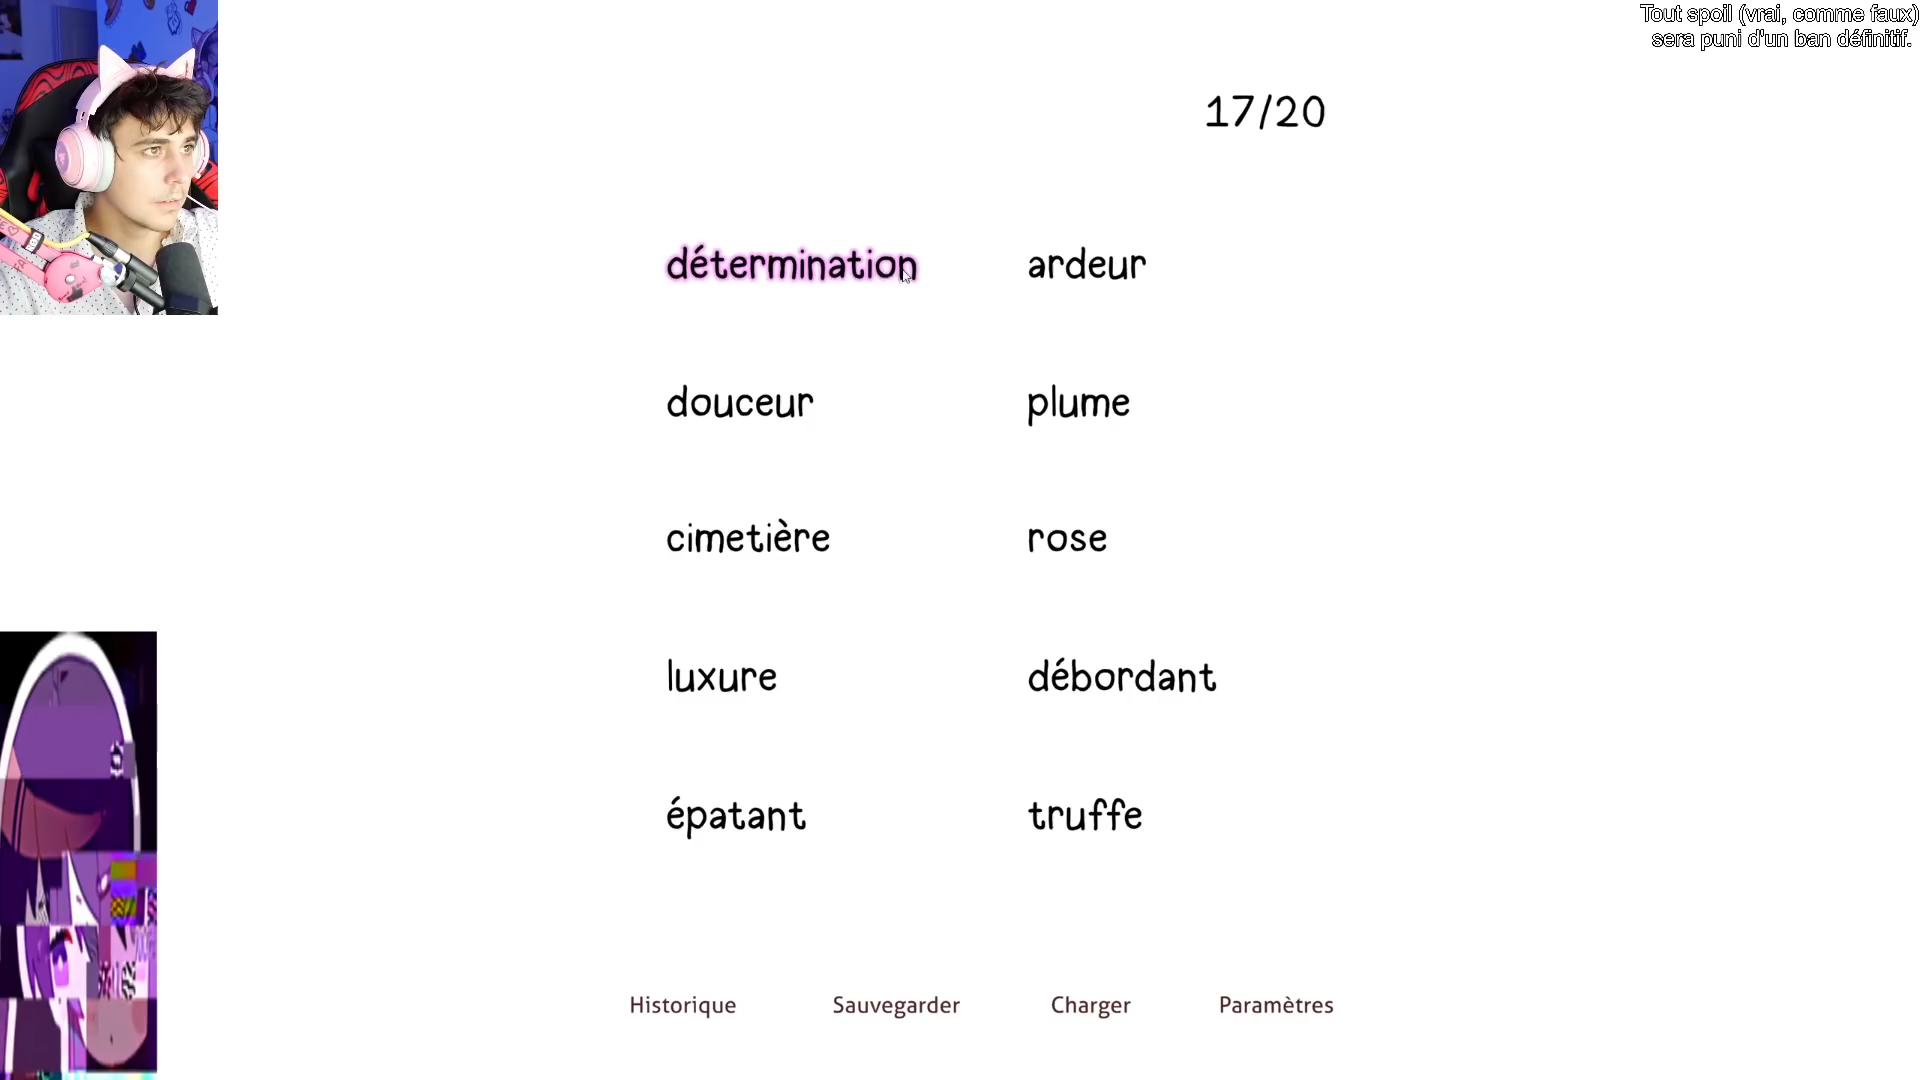 Tout spoil (vrai, comme faux)
sera puni d'un ban définitif.
17/20
détermination
ardeur
douceur
plume
cimetière
rose
luxure
débordant
épatant
truffe
Historique
Sauvegarder
Charger
Paramètres